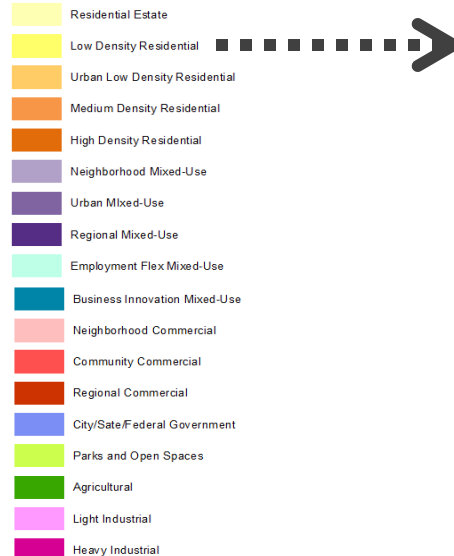 Residential Estate
Low Density Residential
Urban Low Density Residential
Medium Density Residential
High Density Residential
Neighborhood Mixed-Use
Urban MIxed-Use
Regional Mixed-Use
Employment Flex Mixed-Use
Business Innovation Mixed-Use
Neighborhood Commercial
Community Commercial
Regional Commercial
City/Sate/Federal Government
Parks and Open Spaces
Agricultural
Light Industrial
Heavy Industrial